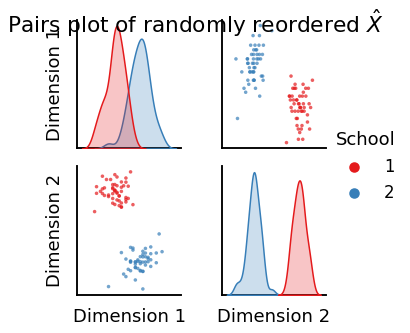 Pairs plot of randomly reordered X̂
Dimension 1
School
1
2
Dimension 2
Dimension 1
Dimension 2